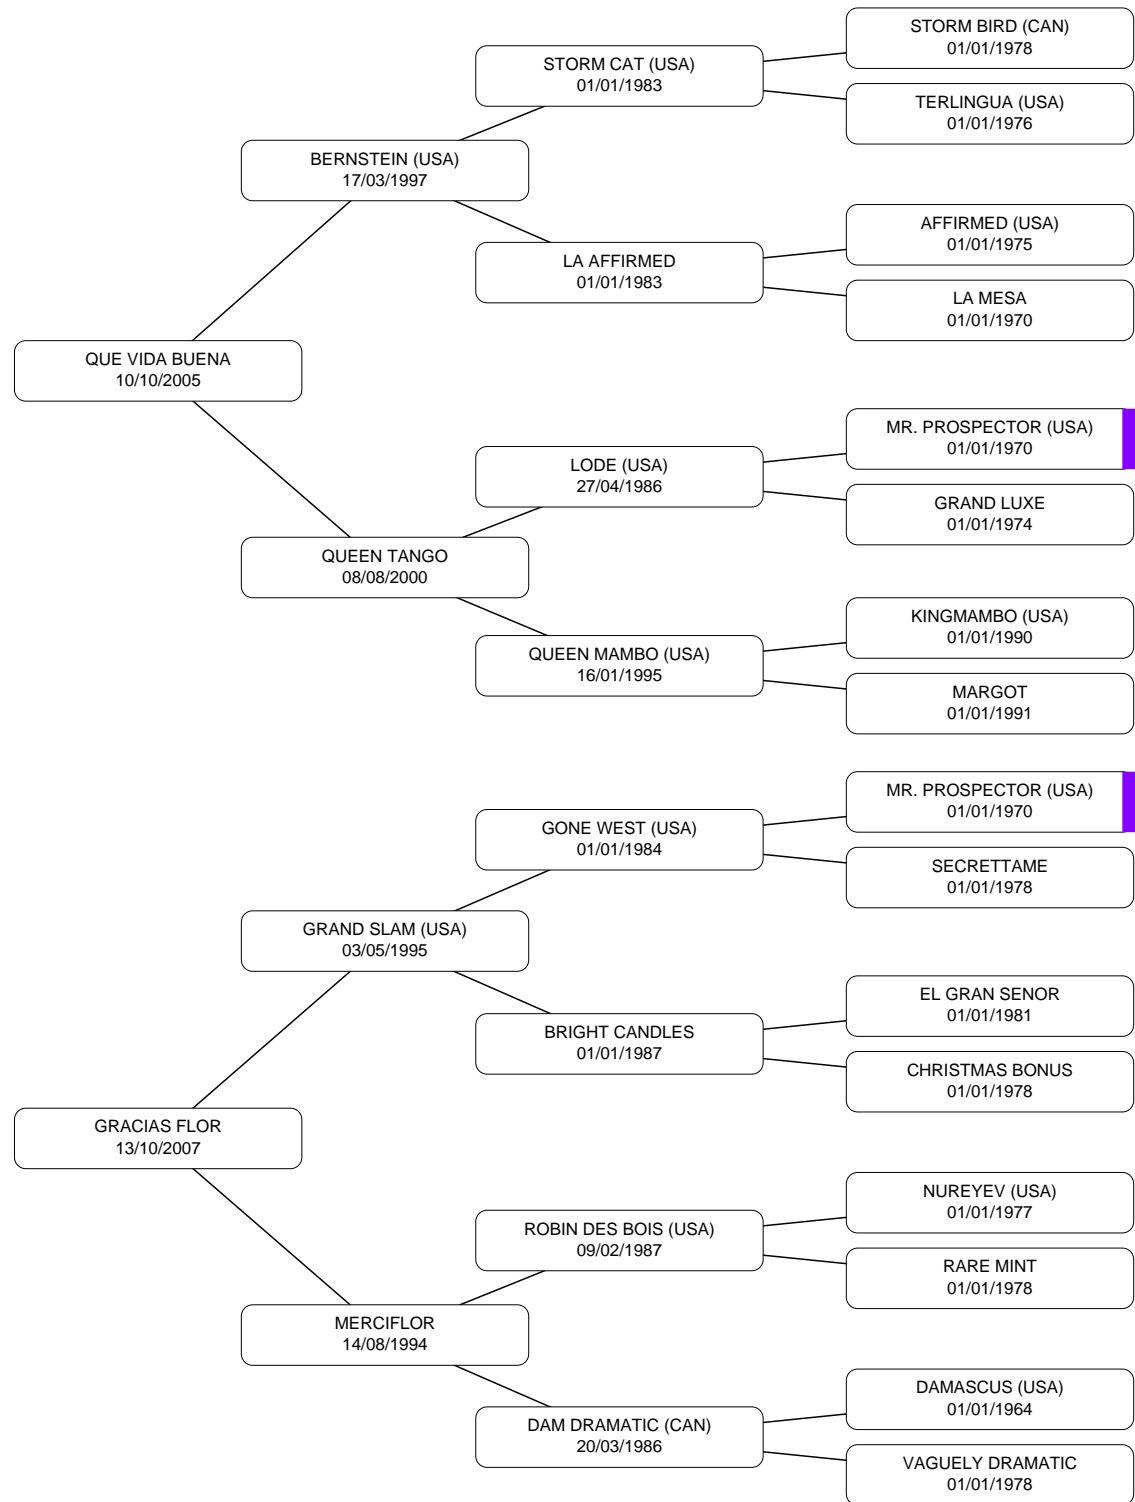 STORM BIRD (CAN)
01/01/1978
STORM CAT (USA)
01/01/1983
TERLINGUA (USA)
01/01/1976
BERNSTEIN (USA)
17/03/1997
AFFIRMED (USA)
01/01/1975
LA AFFIRMED
01/01/1983
LA MESA
01/01/1970
QUE VIDA BUENA
10/10/2005
MR. PROSPECTOR (USA)
01/01/1970
LODE (USA)
27/04/1986
GRAND LUXE
01/01/1974
QUEEN TANGO
08/08/2000
KINGMAMBO (USA)
01/01/1990
QUEEN MAMBO (USA)
16/01/1995
MARGOT
01/01/1991
MR. PROSPECTOR (USA)
01/01/1970
GONE WEST (USA)
01/01/1984
SECRETTAME
01/01/1978
GRAND SLAM (USA)
03/05/1995
EL GRAN SENOR
01/01/1981
BRIGHT CANDLES
01/01/1987
CHRISTMAS BONUS
01/01/1978
GRACIAS FLOR
13/10/2007
NUREYEV (USA)
01/01/1977
ROBIN DES BOIS (USA)
09/02/1987
RARE MINT
01/01/1978
MERCIFLOR
14/08/1994
DAMASCUS (USA)
01/01/1964
DAM DRAMATIC (CAN)
20/03/1986
VAGUELY DRAMATIC
01/01/1978